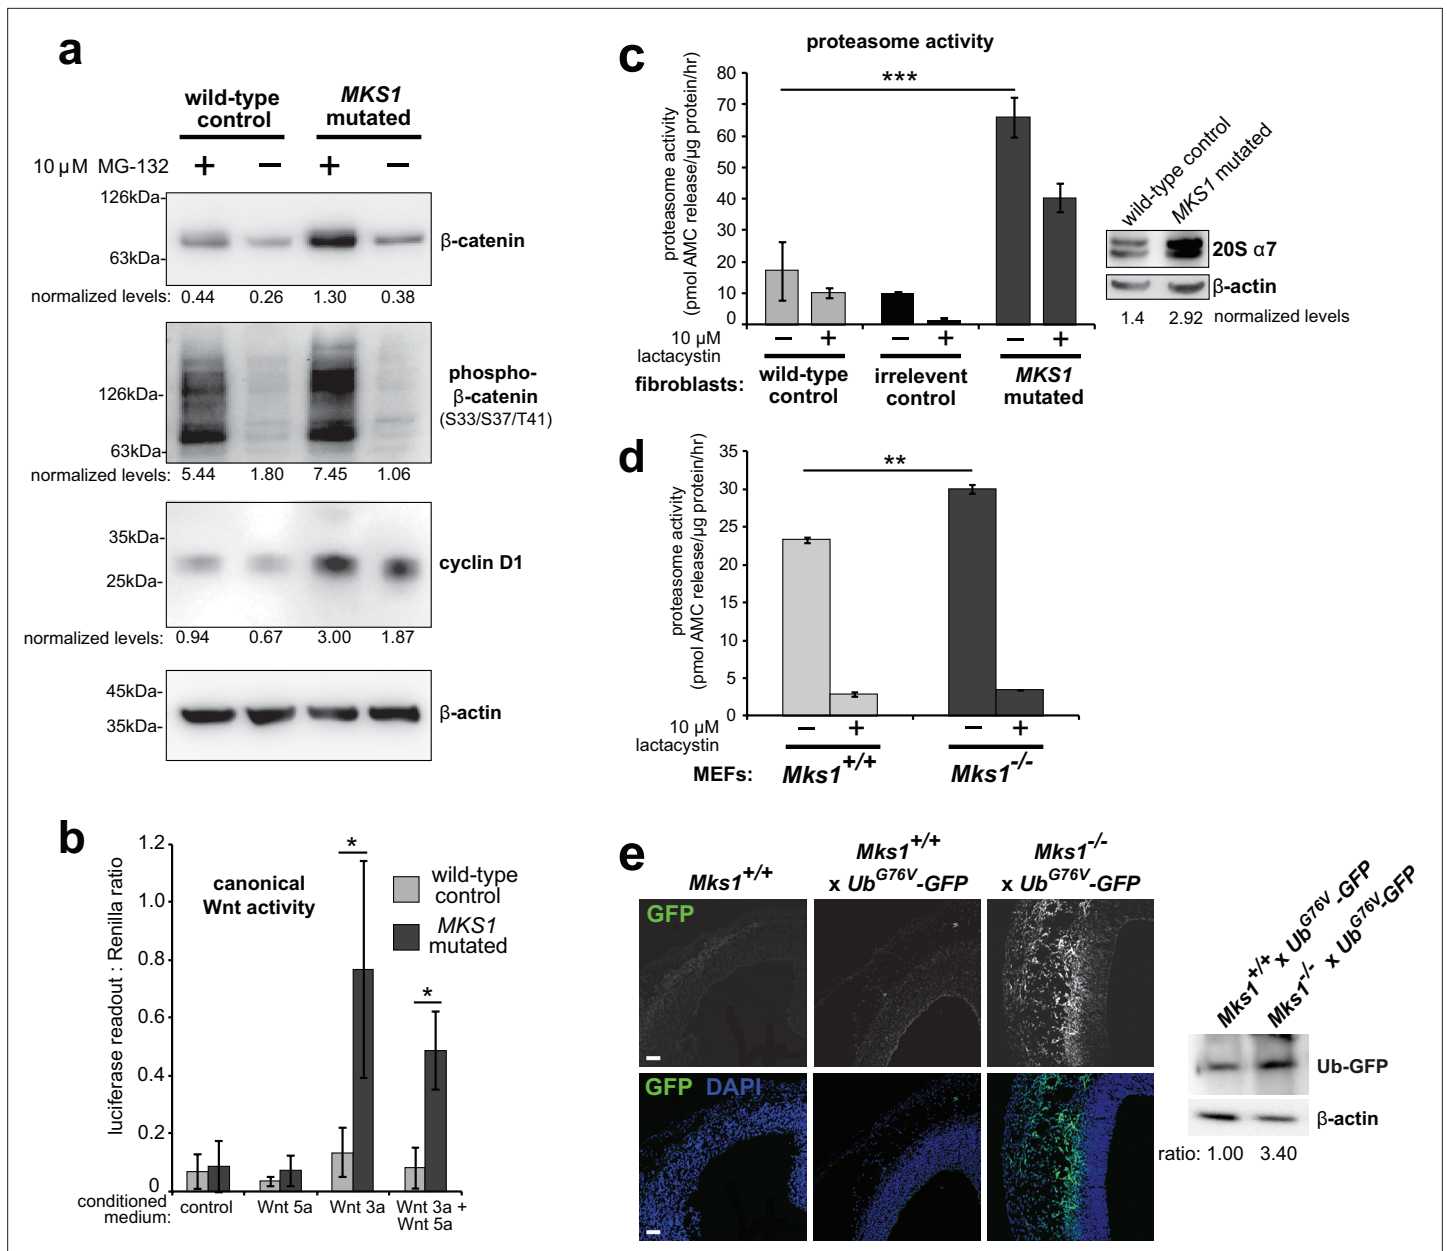 a
wild-type control
MKS1 mutated
10 µM MG-132 + − + −
126kDa-
63kDa-
β-catenin
normalized levels: 0.44 0.26 1.30 0.38
126kDa-
63kDa-
phospho-
β-catenin
(S33/S37/T41)
normalized levels: 5.44 1.80 7.45 1.06
35kDa-
25kDa-
cyclin D1
normalized levels: 0.94 0.67 3.00 1.87
45kDa-
35kDa-
β-actin
b
canonical
Wnt activity
luciferase readout : Renilla ratio
1.2
1.0
0.8
0.6
0.4
0.2
0
*
*
wild-type
control
MKS1
mutated
conditioned
medium:
control
Wnt 5a
Wnt 3a
Wnt 3a +
Wnt 5a
c
proteasome activity
proteasome activity
(pmol AMC release/µg protein/hr)
80
70
60
50
40
30
20
10
0
***
10 µM
lactacystin
− + − + − +
fibroblasts:
wild-type
control
irrelevent
control
MKS1
mutated
wild-type control
MKS1 mutated
20S α7
β-actin
1.4 2.92 normalized levels
d
proteasome activity
(pmol AMC release/µg protein/hr)
35
30
25
20
15
10
5
0
**
10 µM
lactacystin
− + − +
MEFs: Mks1+/+ Mks1-/-
e
Mks1+/+
Mks1+/+
x UbG76V-GFP
Mks1-/-
x UbG76V-GFP
GFP
GFP DAPI
Mks1+/+ x UbG76V-GFP
Mks1-/- x UbG76V-GFP
Ub-GFP
β-actin
ratio: 1.00 3.40